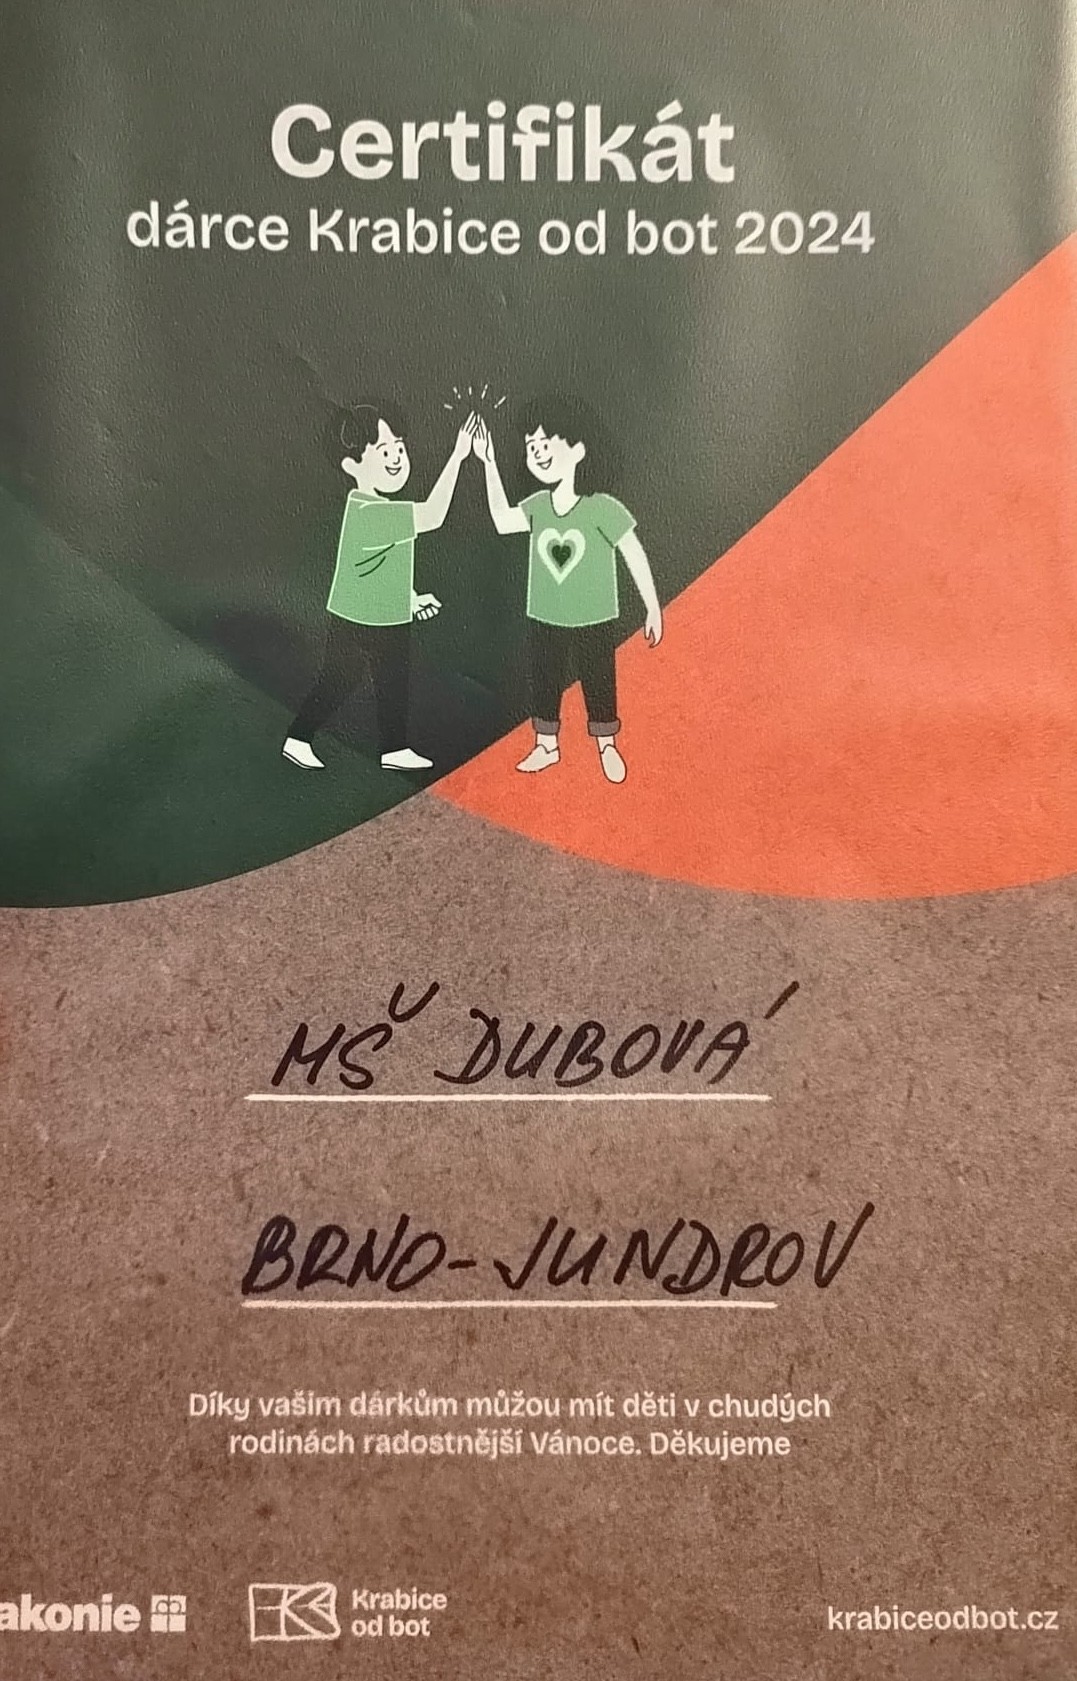 Certifikát
dárce Krabice od bot 2024
MŠ DUBOVÁ
BRNO-JUNDROV
Díky vašim dárkům můžou mít děti v chudých
rodinách radostnější Vánoce. Děkujeme
akonie
Krabice
od bot
krabiceodbot.cz